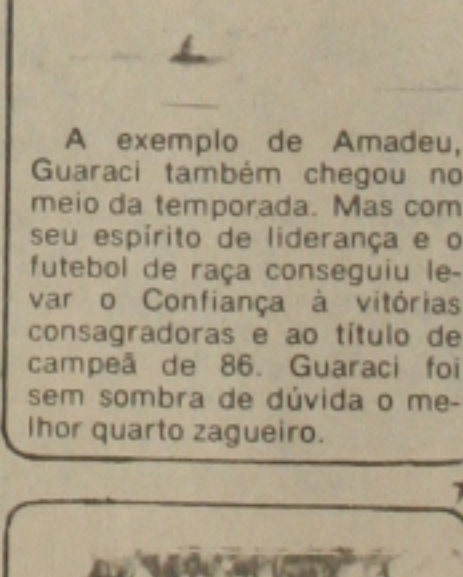 A exemplo de Amadeu,
Guaraci também chegou no
meio da temporada. Mas com
seu espírito de liderança e o
futebol de raça conseguiu le-
var o Confiança à vitórias
consagradoras e ao título de
campeã de 86. Guaraci foi
sem sombra de dúvida o me-
lhor quarto zagueiro.